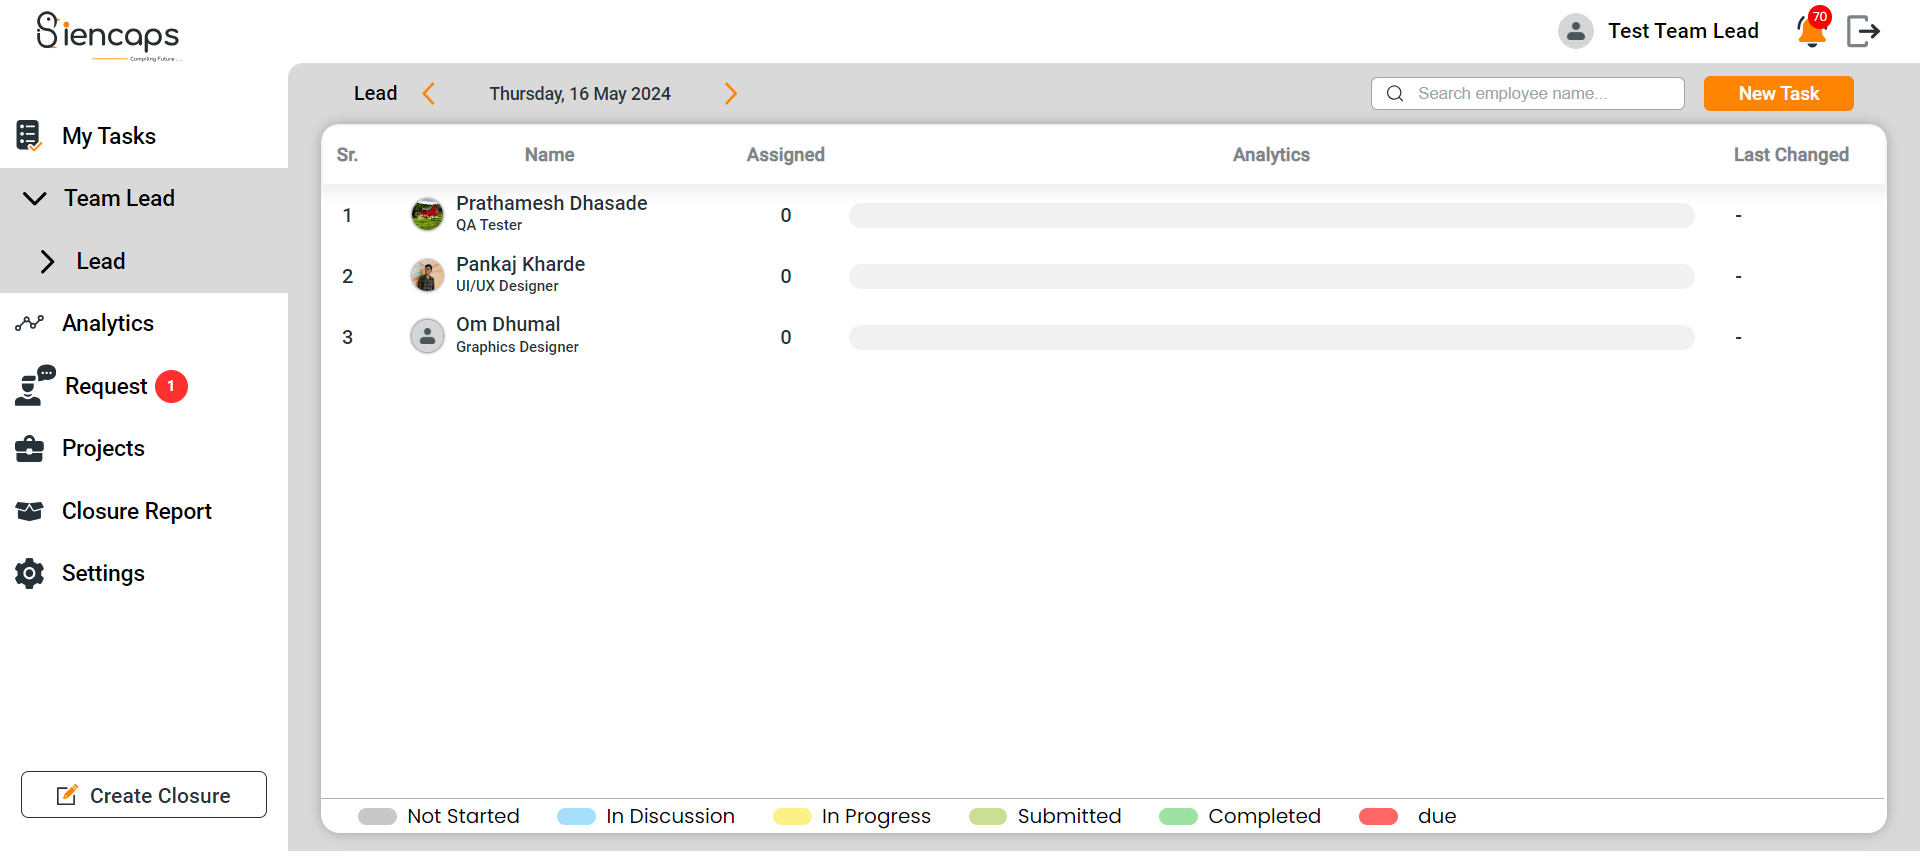 Siencaps
Compiling Future . . .
Test Team Lead
70
Lead
Thursday, 16 May 2024
Search employee name...
New Task
My Tasks
Team Lead
Lead
Analytics
Request 1
Projects
Closure Report
Settings
Create Closure
Sr. Name Assigned Analytics Last Changed
1 Prathamesh Dhasade 0 -
QA Tester
2 Pankaj Kharde 0 -
UI/UX Designer
3 Om Dhumal 0 -
Graphics Designer
Not Started In Discussion In Progress Submitted Completed due